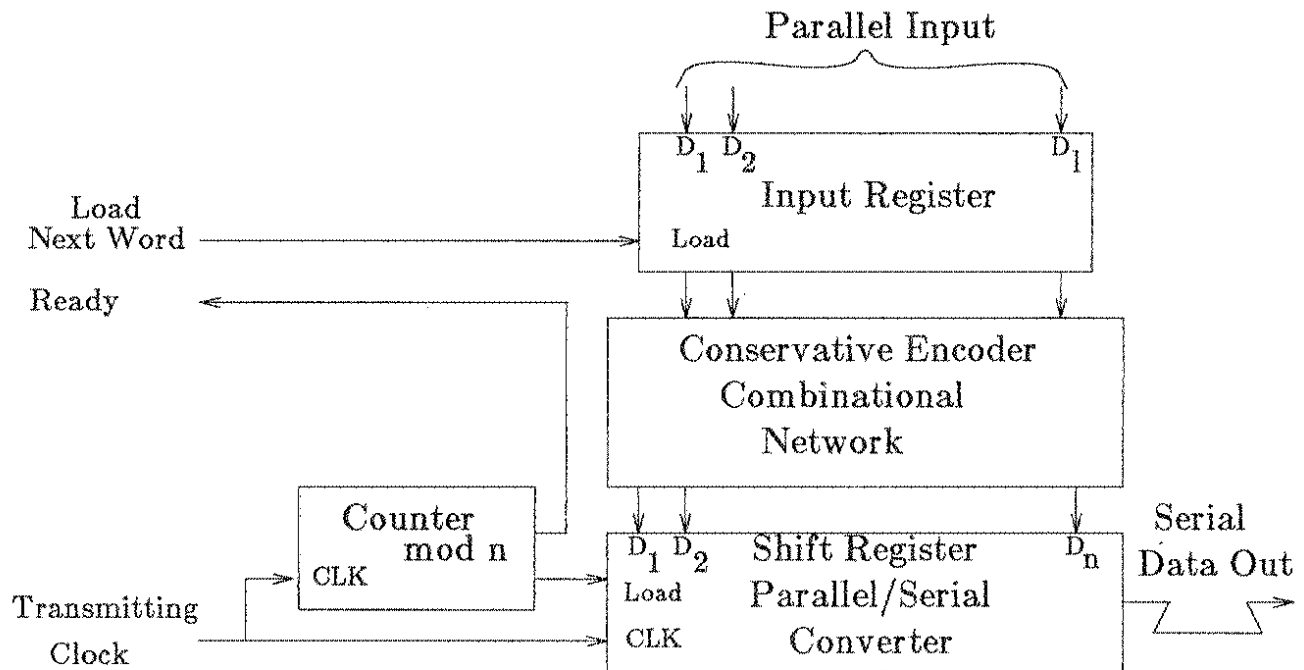 Parallel Input
D1 D2 Dl
Input Register
Load
Load
Next Word
Ready
Conservative Encoder
Combinational
Network
Counter
mod n
CLK
D1 D2 Shift Register Dn
Load Parallel/Serial
CLK Converter
Serial
Data Out
Transmitting
Clock